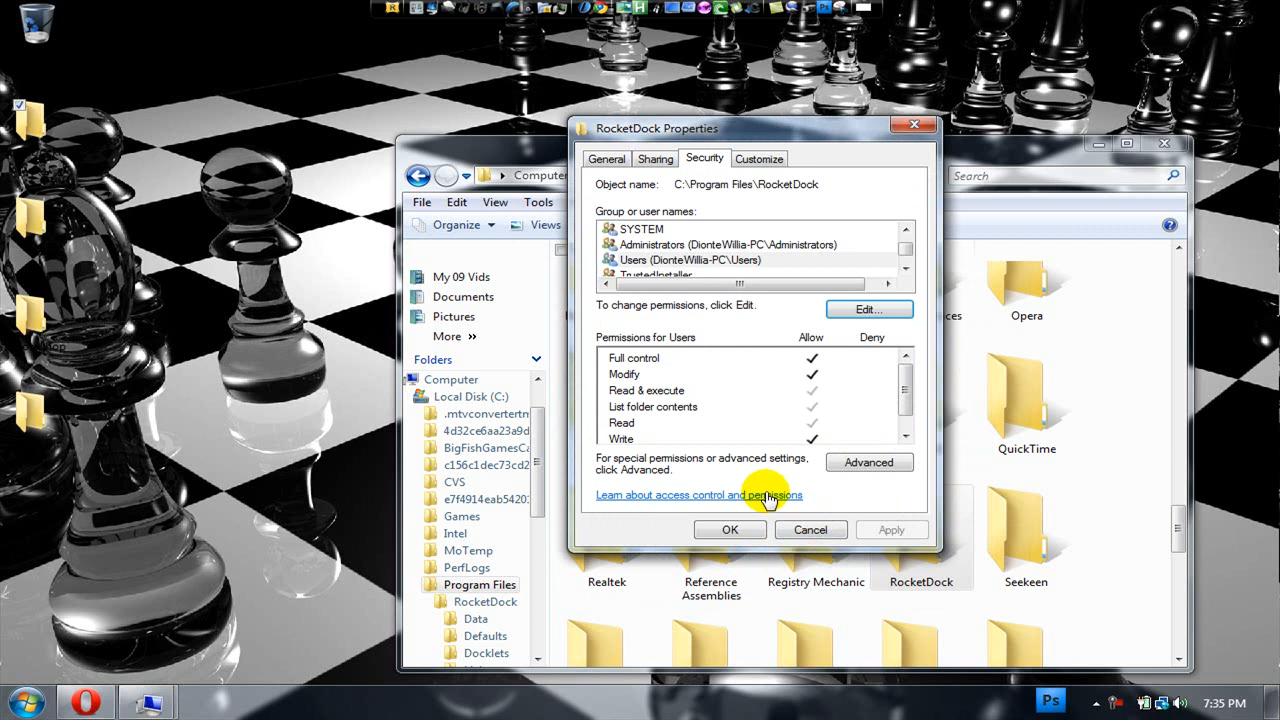 RocketDock Properties
General Sharing Security Customize
Object name: C:\Program Files\RocketDock
Group or user names:
SYSTEM
Administrators (DionteWillia-PC\Administrators)
Users (DionteWillia-PC\Users)
TrustedInstaller
To change permissions, click Edit.
Edit...
Permissions for Users Allow Deny
Full control
Modify
Read & execute
List folder contents
Read
Write
For special permissions or advanced settings,
click Advanced.
Advanced
Learn about access control and permissions
OK Cancel Apply
Computer
Search
File Edit View Tools
Organize Views
My 09 Vids
Documents
Pictures
More »
Folders
Computer
Local Disk (C:)
.mtvconvertertm
4d32ce6aa23a9d
BigFishGamesCa
c156c1dec73cd2
CVS
e7f4914eab5420
Games
Intel
MoTemp
PerfLogs
Program Files
RocketDock
Data
Defaults
Docklets
Opera
QuickTime
Realtek
Reference
Assemblies
Registry Mechanic
RocketDock
Seekeen
Ps
7:35 PM